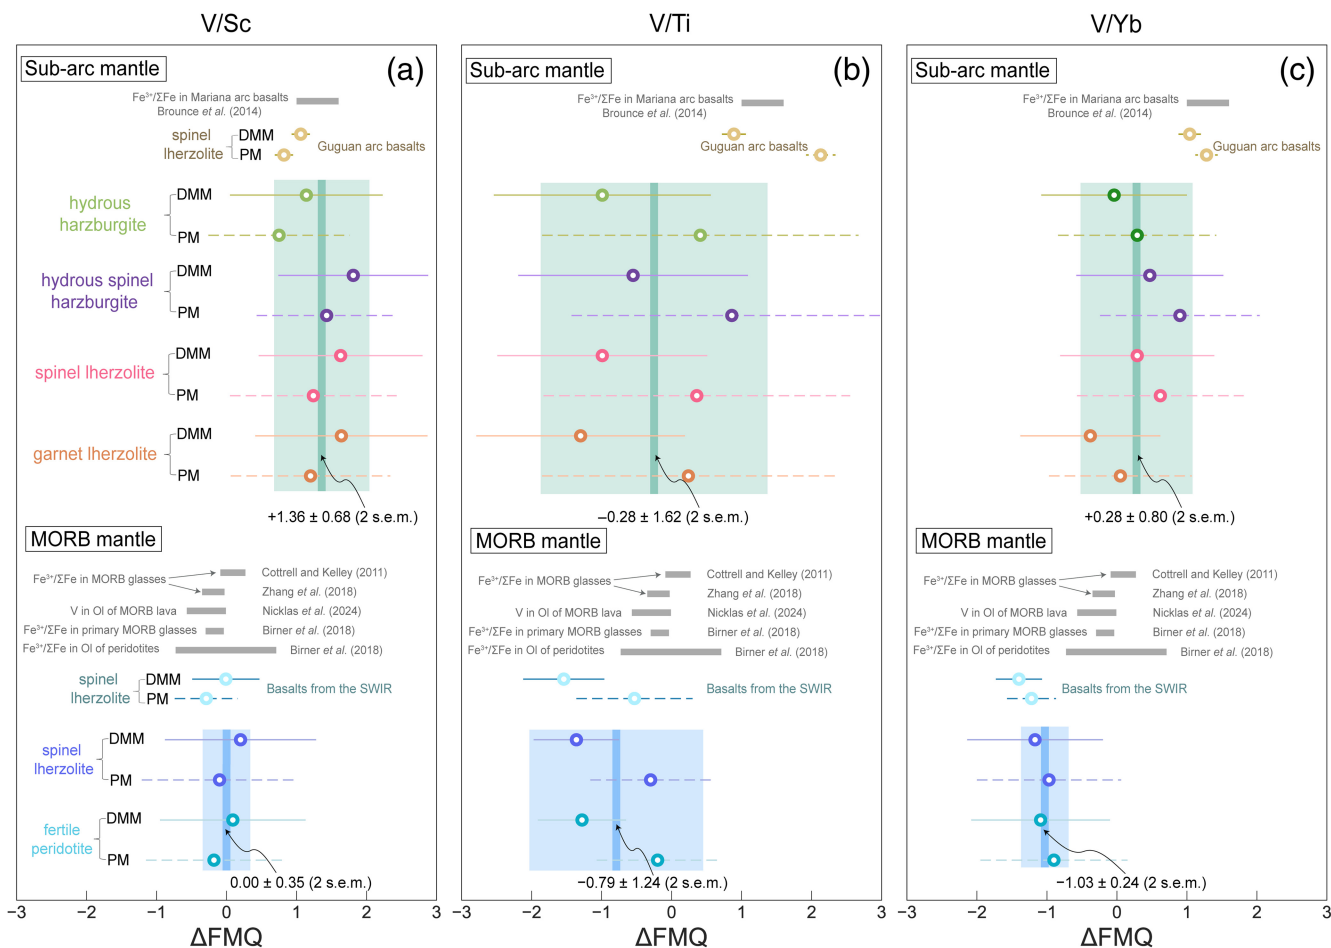 V/Sc
V/Ti
V/Yb
Sub-arc mantle
(a)
Fe³⁺/ΣFe in Mariana arc basalts
Brounce et al. (2014)
spinel
lherzolite
DMM
PM
Guguan arc basalts
hydrous
harzburgite
DMM
PM
hydrous spinel
harzburgite
DMM
PM
spinel lherzolite
DMM
PM
garnet lherzolite
DMM
PM
+1.36 ± 0.68 (2 s.e.m.)
MORB mantle
Fe³⁺/ΣFe in MORB glasses
Cottrell and Kelley (2011)
Zhang et al. (2018)
V in Ol of MORB lava
Nicklas et al. (2024)
Fe³⁺/ΣFe in primary MORB glasses
Birner et al. (2018)
Fe³⁺/ΣFe in Ol of peridotites
Birner et al. (2018)
spinel
lherzolite
DMM
PM
Basalts from the SWIR
spinel
lherzolite
DMM
PM
fertile
peridotite
DMM
PM
0.00 ± 0.35 (2 s.e.m.)
−3 −2 −1 0 1 2 3
ΔFMQ
Sub-arc mantle
(b)
Fe³⁺/ΣFe in Mariana arc basalts
Brounce et al. (2014)
Guguan arc basalts
−0.28 ± 1.62 (2 s.e.m.)
MORB mantle
Fe³⁺/ΣFe in MORB glasses
Cottrell and Kelley (2011)
Zhang et al. (2018)
V in Ol of MORB lava
Nicklas et al. (2024)
Fe³⁺/ΣFe in primary MORB glasses
Birner et al. (2018)
Fe³⁺/ΣFe in Ol of peridotites
Birner et al. (2018)
Basalts from the SWIR
−0.79 ± 1.24 (2 s.e.m.)
−3 −2 −1 0 1 2 3
ΔFMQ
Sub-arc mantle
(c)
Fe³⁺/ΣFe in Mariana arc basalts
Brounce et al. (2014)
Guguan arc basalts
+0.28 ± 0.80 (2 s.e.m.)
MORB mantle
Fe³⁺/ΣFe in MORB glasses
Cottrell and Kelley (2011)
Zhang et al. (2018)
V in Ol of MORB lava
Nicklas et al. (2024)
Fe³⁺/ΣFe in primary MORB glasses
Birner et al. (2018)
Fe³⁺/ΣFe in Ol of peridotites
Birner et al. (2018)
Basalts from the SWIR
−1.03 ± 0.24 (2 s.e.m.)
−3 −2 −1 0 1 2 3
ΔFMQ